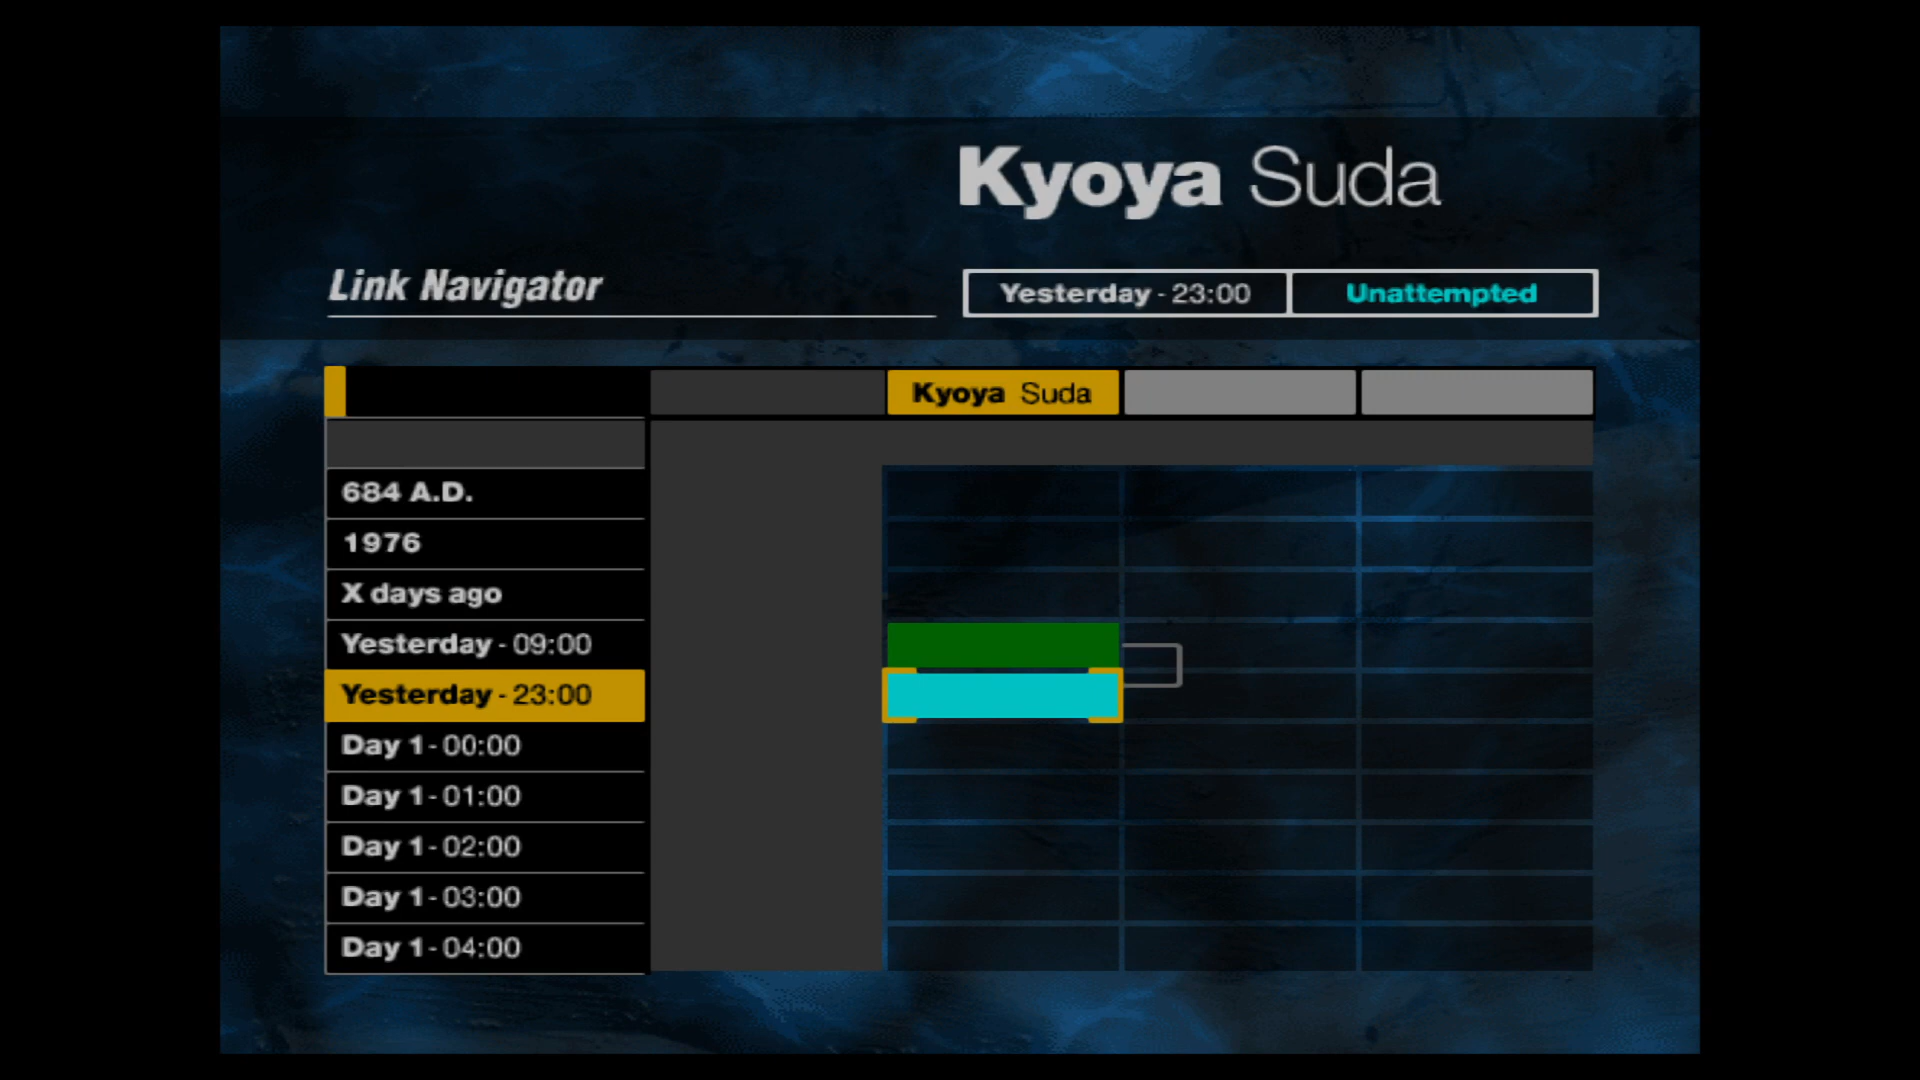 Kyoya Suda
Link Navigator
Yesterday - 23:00
Unattempted
Kyoya Suda
684 A.D.
1976
X days ago
Yesterday - 09:00
Yesterday - 23:00
Day 1 - 00:00
Day 1 - 01:00
Day 1 - 02:00
Day 1 - 03:00
Day 1 - 04:00